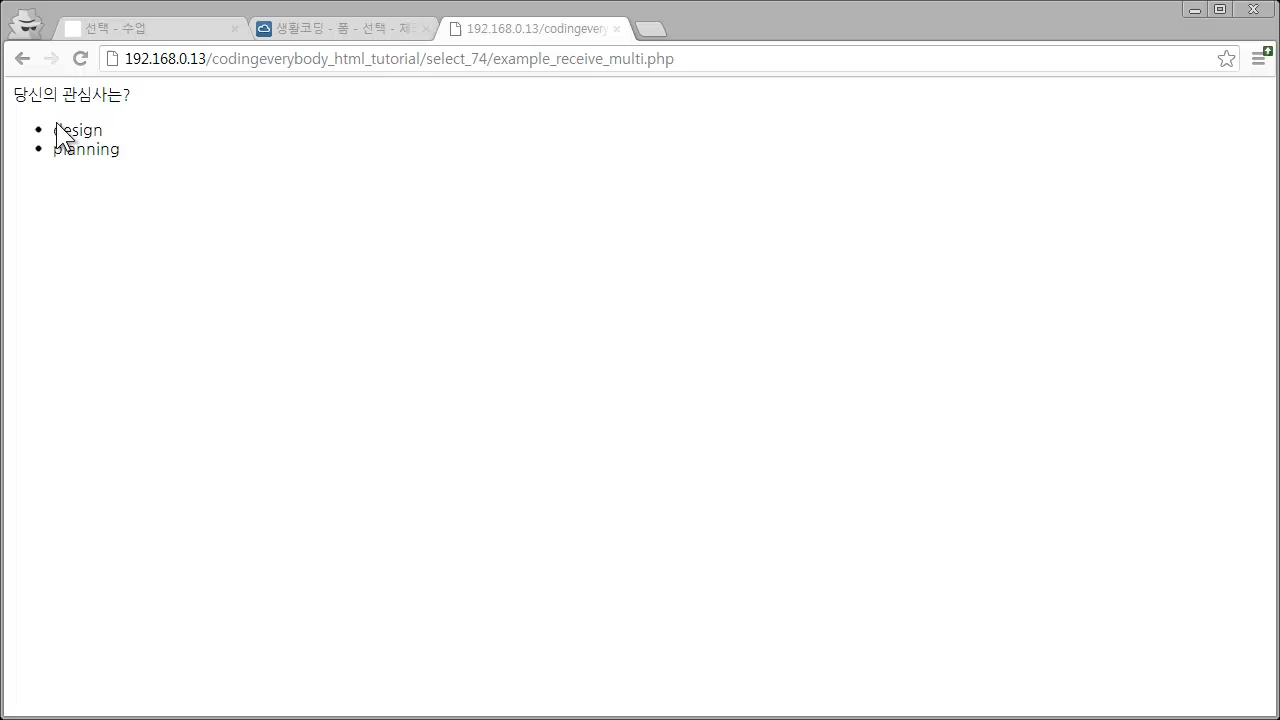 선택 - 수업
생활코딩 - 폼 - 선택 -
192.168.0.13/codingevery
192.168.0.13/codingeverybody_html_tutorial/select_74/example_receive_multi.php
당신의 관심사는?
design
planning